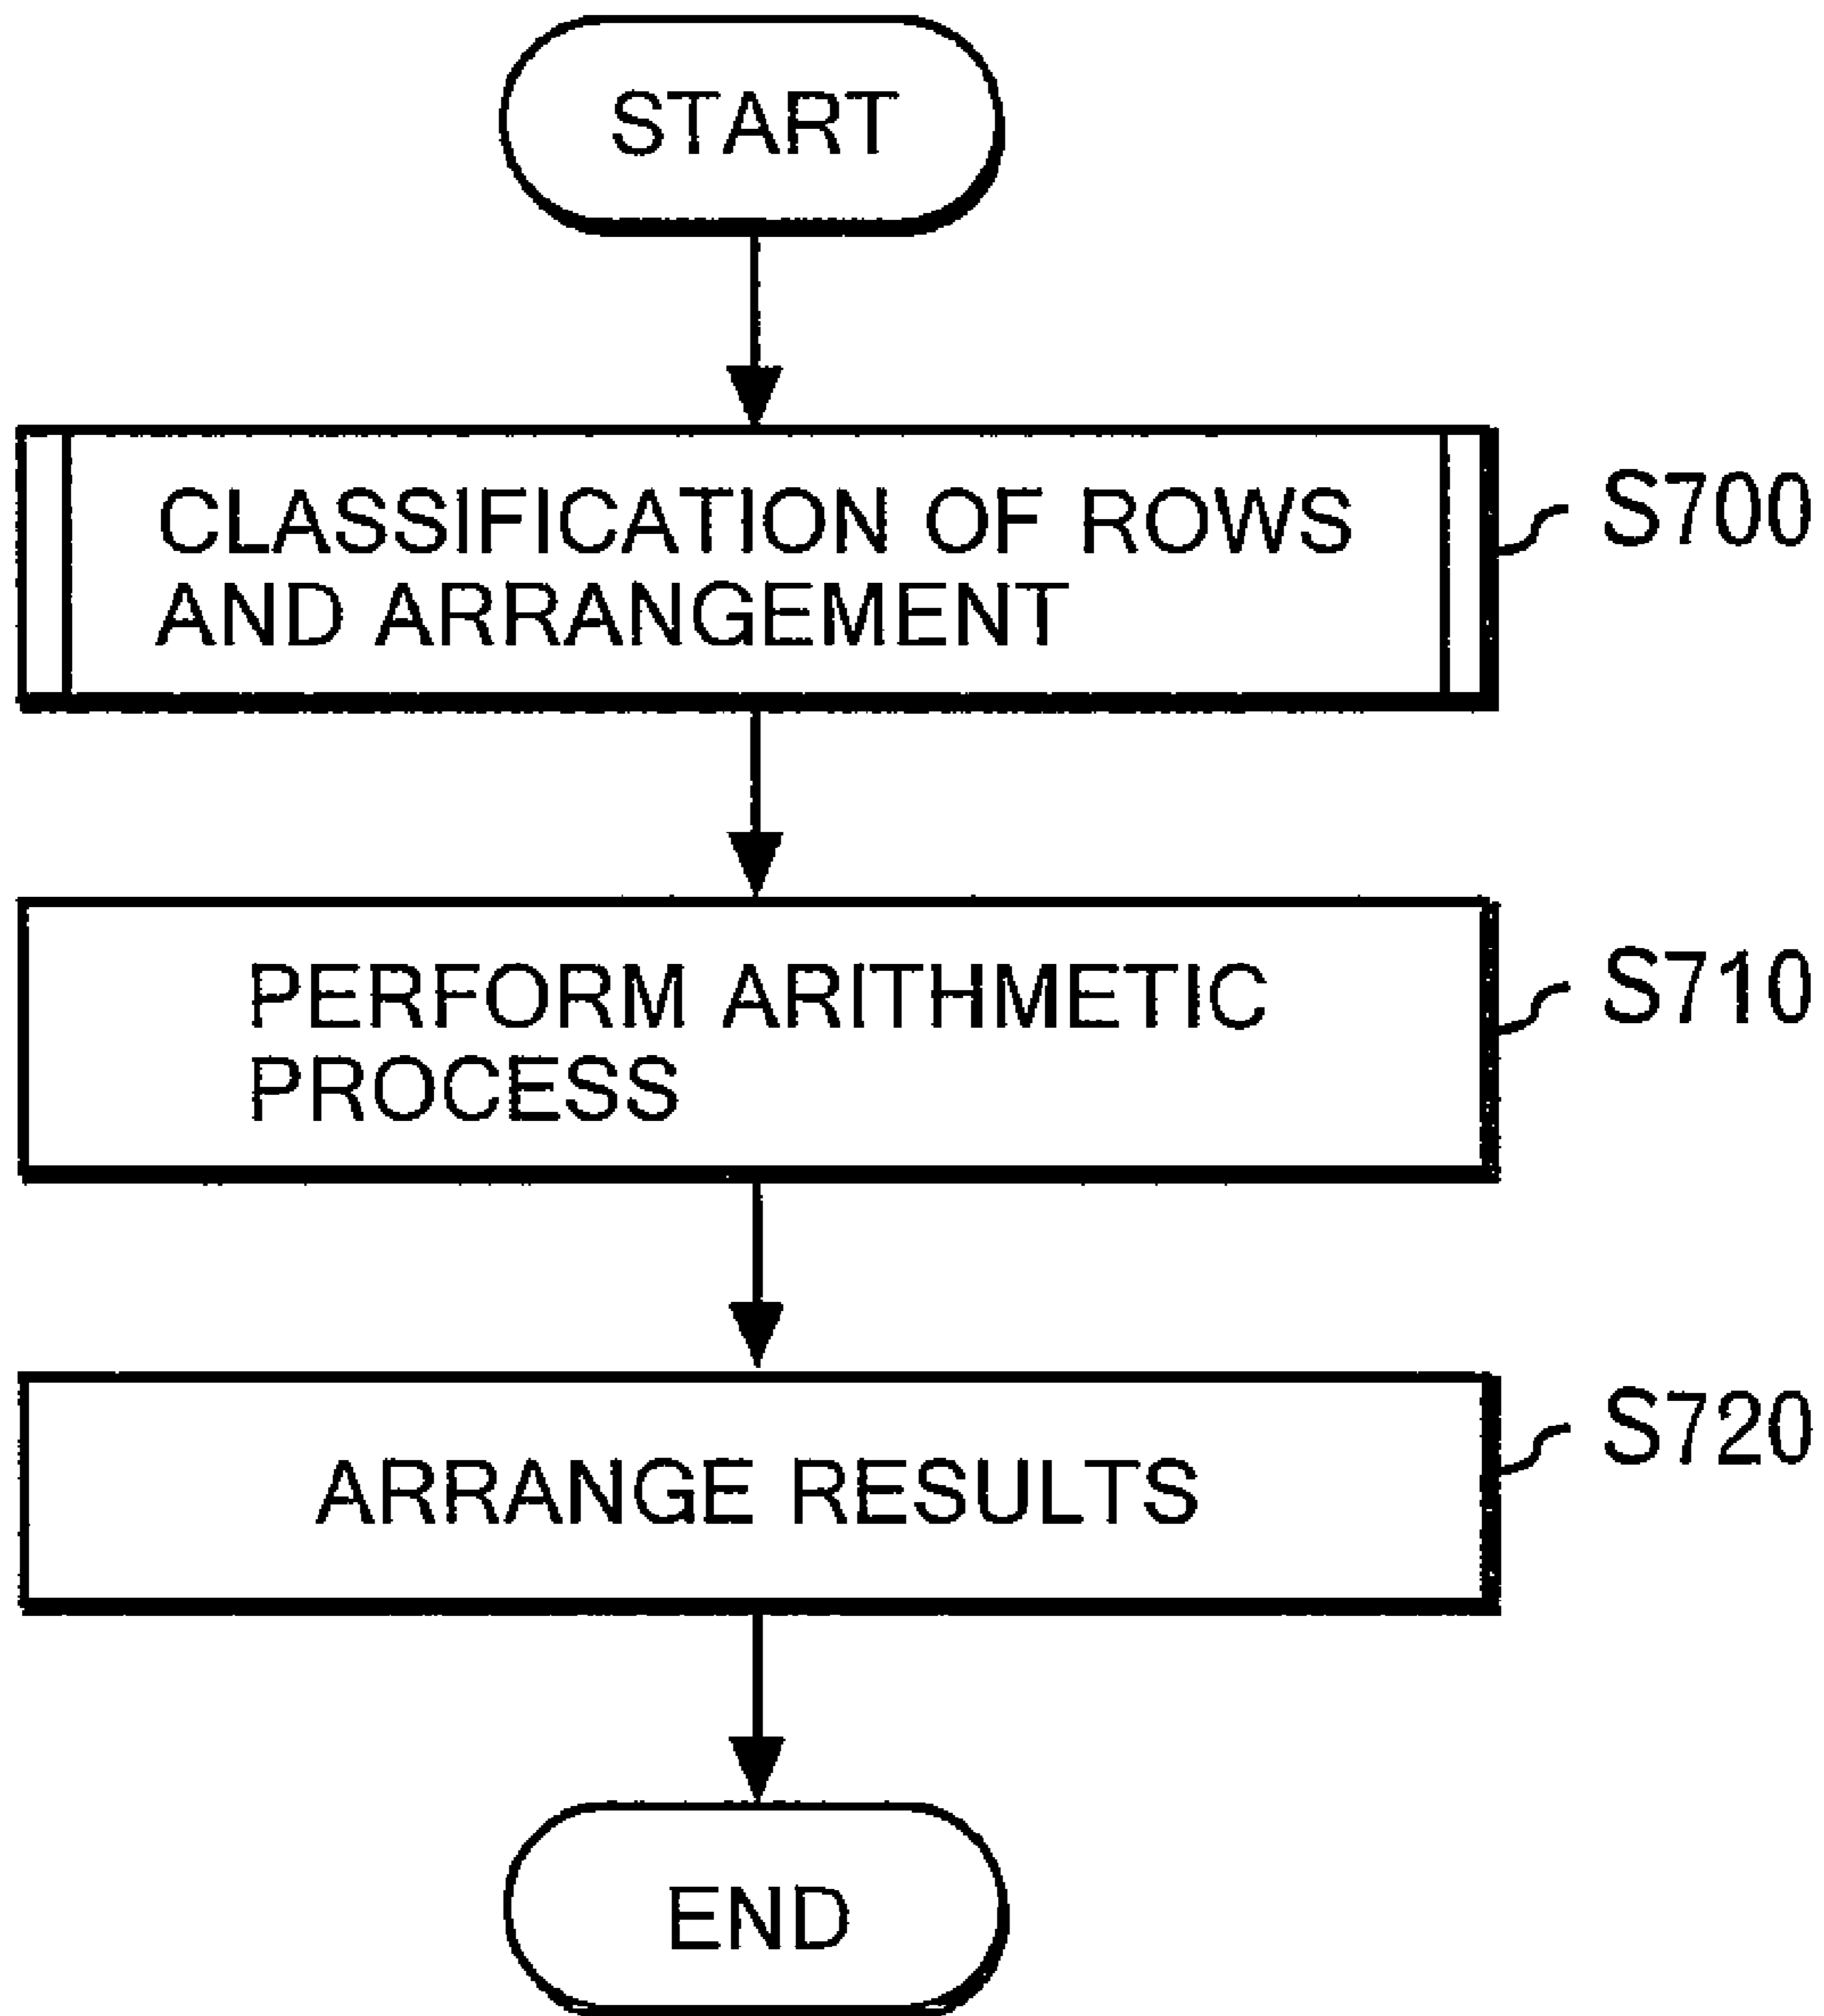 START
CLASSIFICATION OF ROWS
AND ARRANGEMENT
S700
PERFORM ARITHMETIC
PROCESS
S710
ARRANGE RESULTS
S720
END